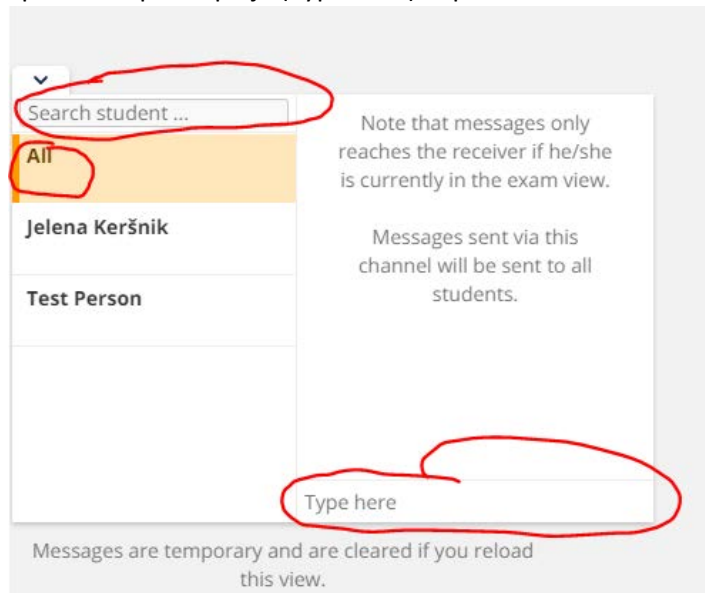 Search student ...
All
Jelena Keršnik
Test Person
Note that messages only
reaches the receiver if he/she
is currently in the exam view.
Messages sent via this
channel will be sent to all
students.
Type here
Messages are temporary and are cleared if you reload
this view.